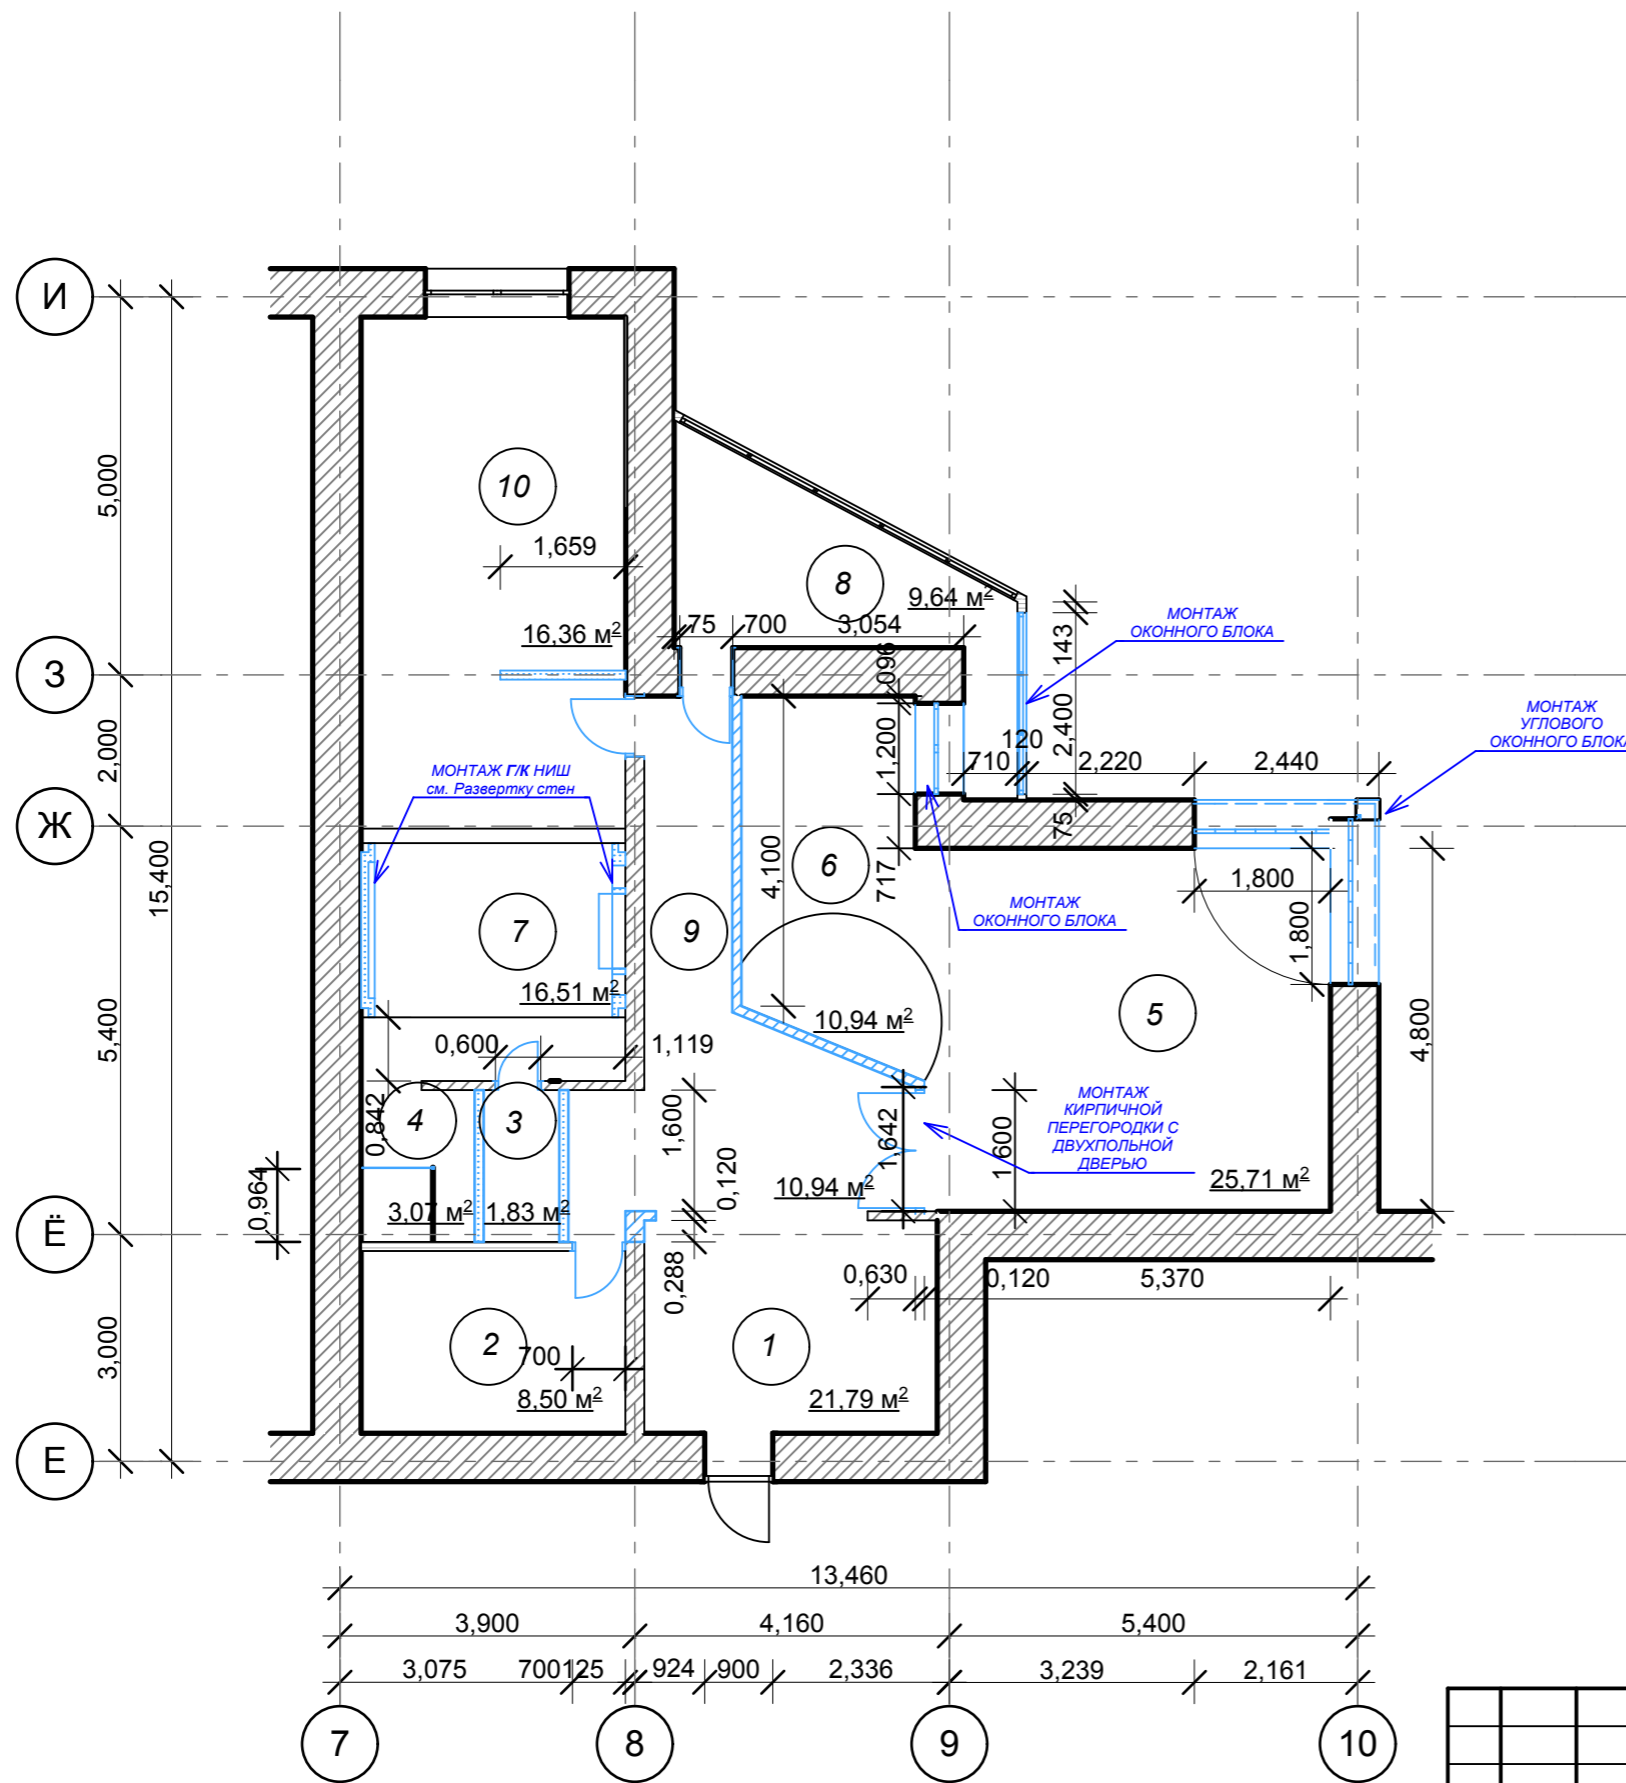 И
5,000
10
1,659
8
9,64 м²
16,36 м²
75
700
3,054
МОНТАЖ
ОКОННОГО БЛОКА
143
З
096
МОНТАЖ
УГЛОВОГО
2,000
15,400
МОНТАЖ Г/К НИШ
см. Развертку стен
1,200
710
120
2,400
2,220
2,440
Ж
75
6
4,100
717
1,800
1,800
МОНТАЖ
ОКОННОГО БЛОКА
7
9
16,51 м²
10,94 м²
5
4,800
5,400
0,600
1,119
МОНТАЖ
КИРПИЧНОЙ
ПЕРЕГОРОДКИ С
ДВУХПОЛЬНОЙ
ДВЕРЬЮ
4
3
0,842
1,600
1,642
1,600
0,964
3,07 м²
1,83 м²
0,120
10,94 м²
25,71 м²
Ё
0,288
0,630
0,120
5,370
3,000
2
700
8,50 м²
1
21,79 м²
Е
13,460
3,900
4,160
5,400
3,075
700
125
924
900
2,336
3,239
2,161
7
8
9
10